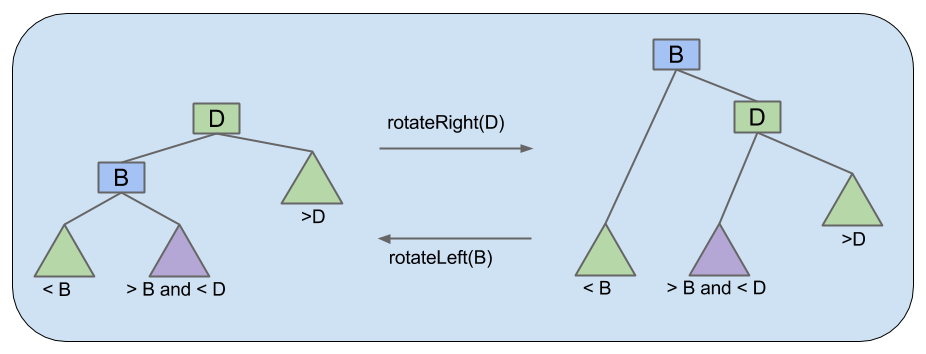 B
rotateRight(D)
D
D
B
>D
>D
rotateLeft(B)
< B
> B and < D
< B
> B and < D